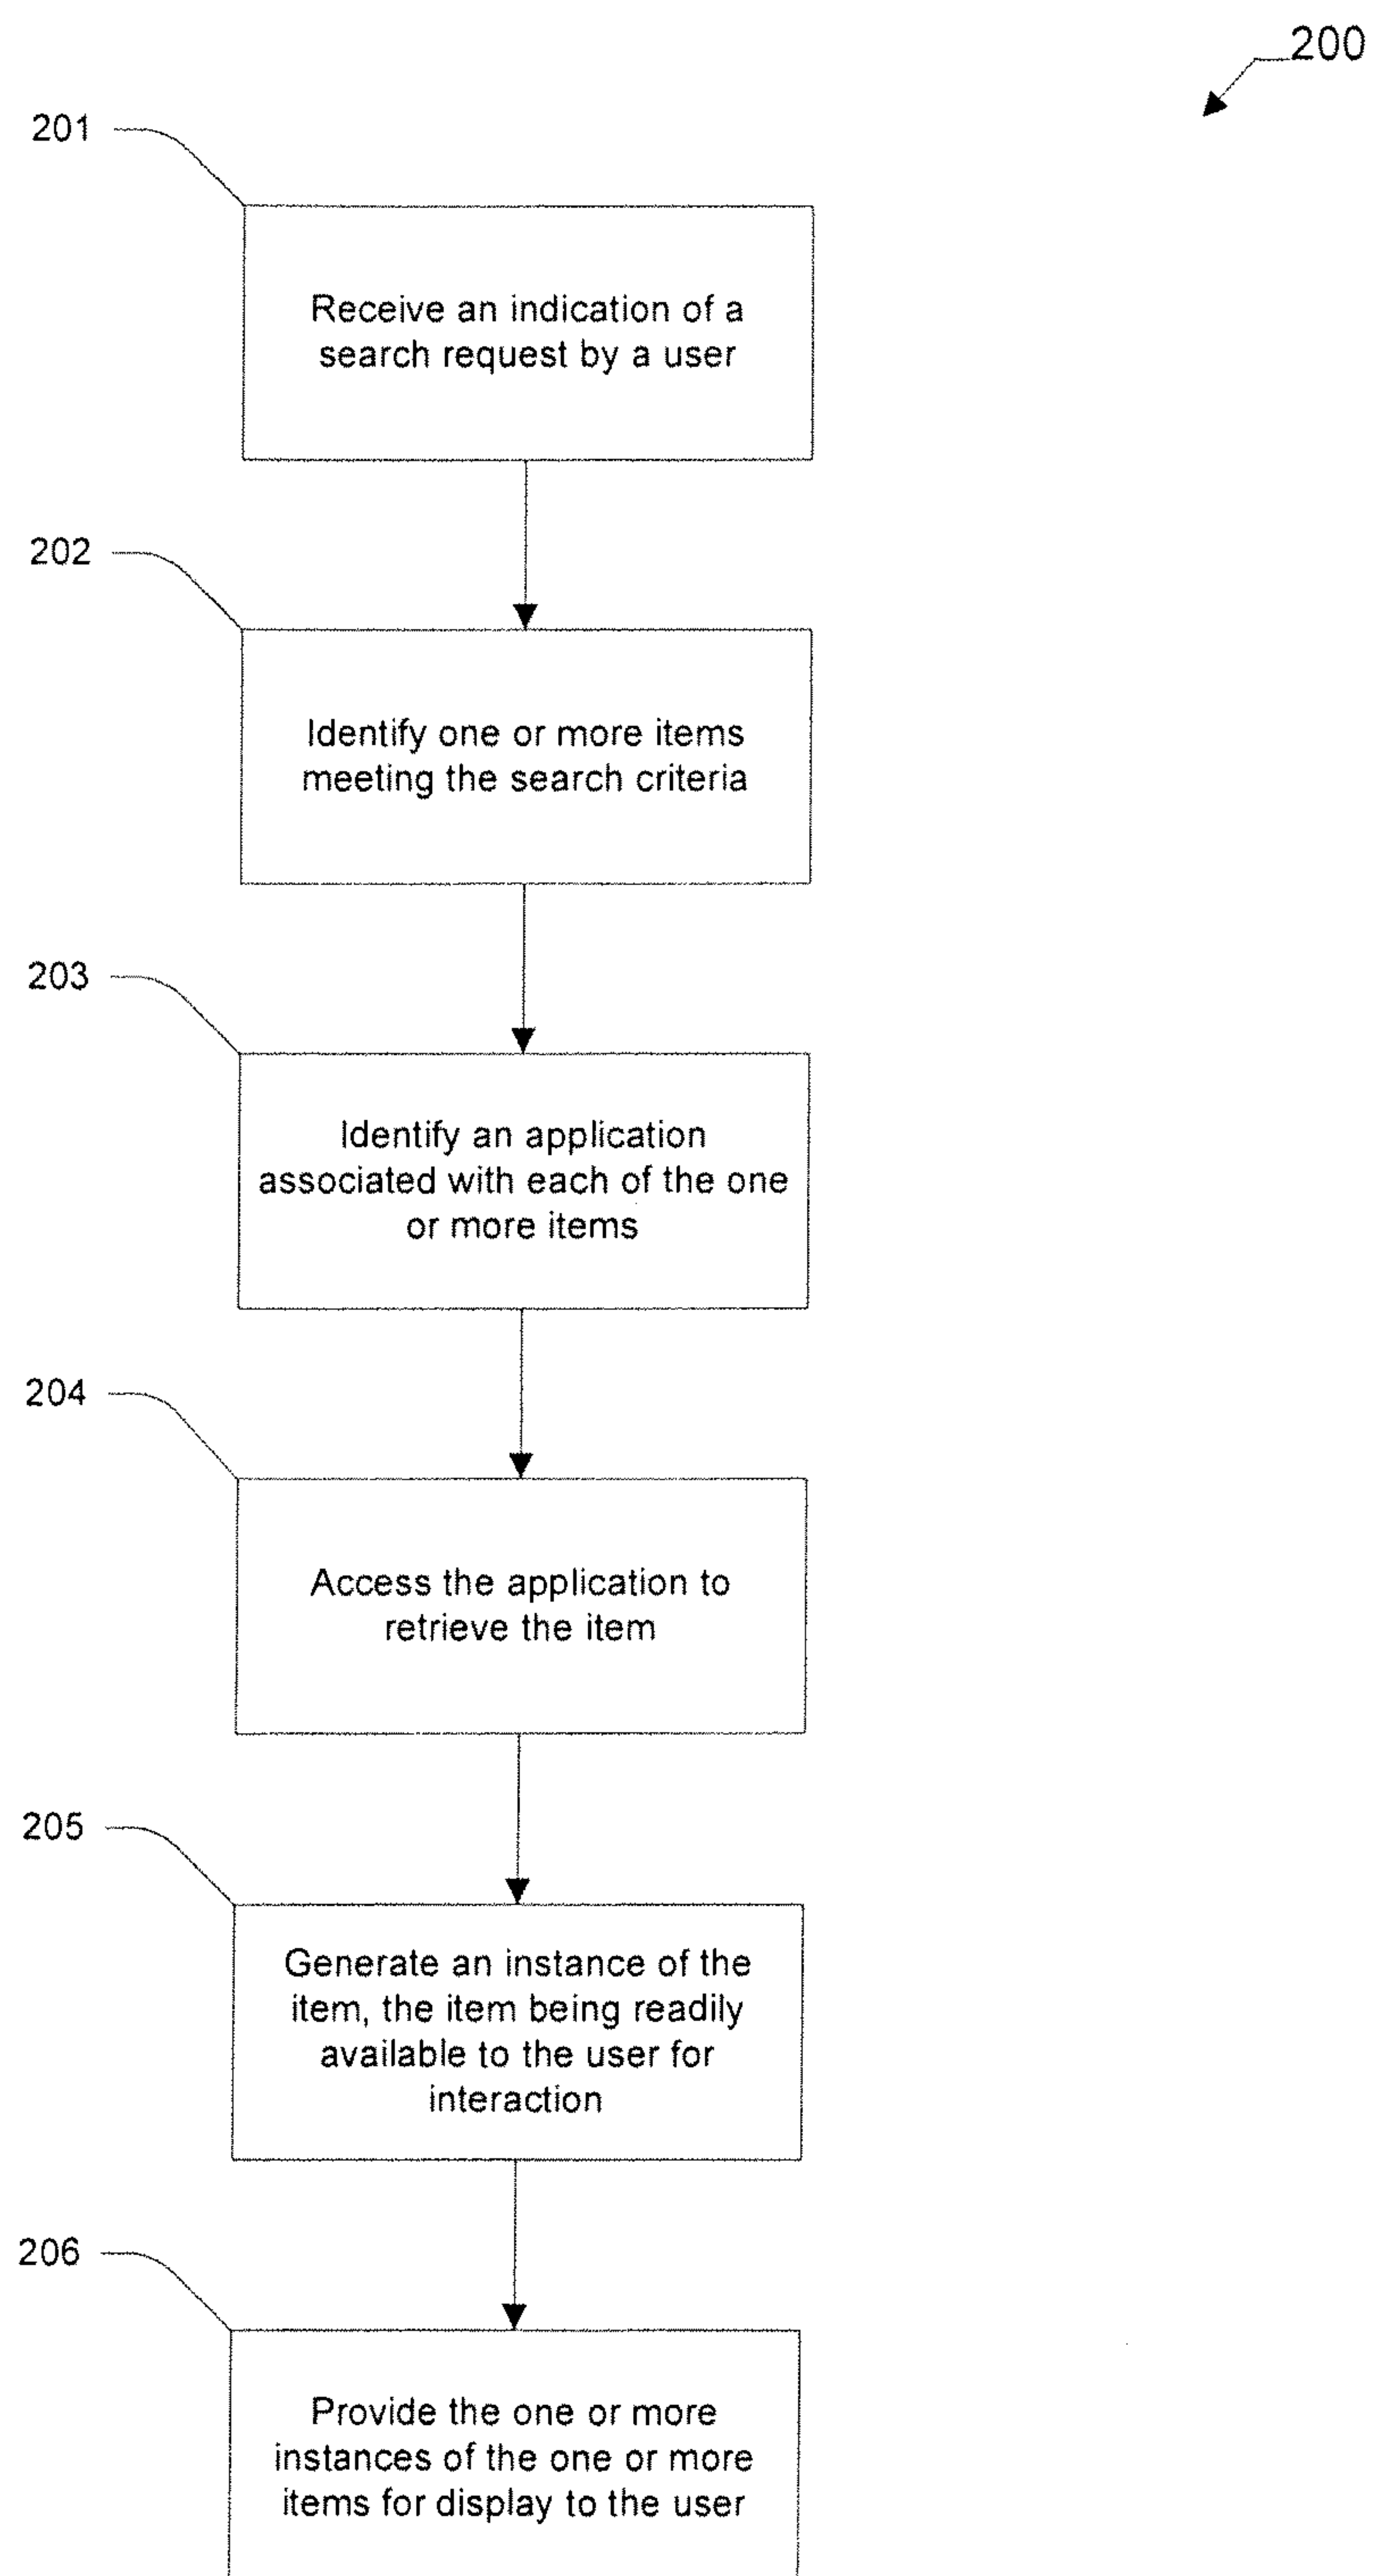 200
201
Receive an indication of a
search request by a user
202
Identify one or more items
meeting the search criteria
203
Identify an application
associated with each of the one
or more items
204
Access the application to
retrieve the item
205
Generate an instance of the
item, the item being readily
available to the user for
interaction
206
Provide the one or more
instances of the one or more
items for display to the user